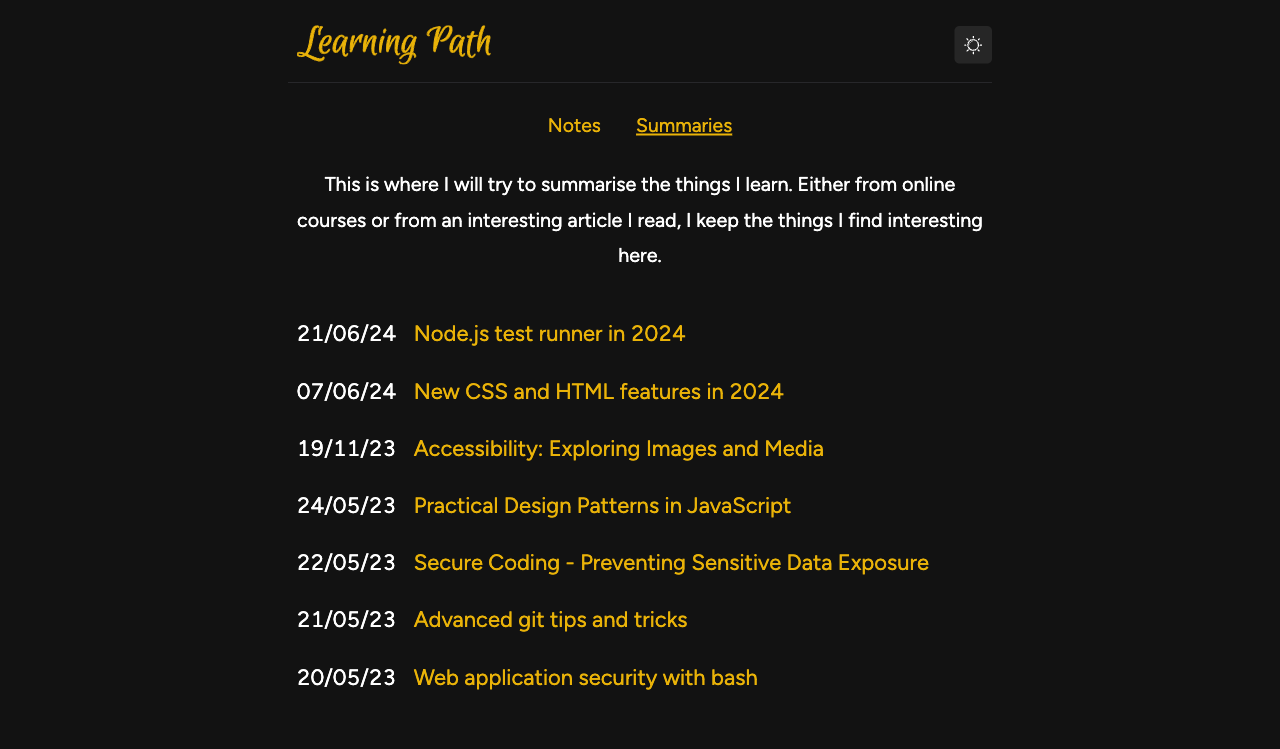 Learning Path
Notes Summaries
This is where I will try to summarise the things I learn. Either from online
courses or from an interesting article I read, I keep the things I find interesting
here.
21/06/24 Node.js test runner in 2024
07/06/24 New CSS and HTML features in 2024
19/11/23 Accessibility: Exploring Images and Media
24/05/23 Practical Design Patterns in JavaScript
22/05/23 Secure Coding - Preventing Sensitive Data Exposure
21/05/23 Advanced git tips and tricks
20/05/23 Web application security with bash